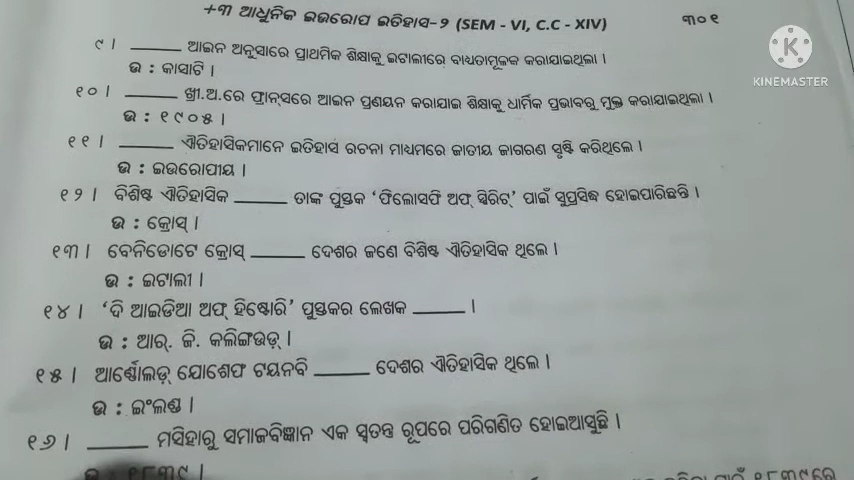 +୩ ଆଧୁନିକ ଇଉରୋପ ଇତିହାସ-୨ (SEM - VI, C.C - XIV) ୩୦୧
୯। ______ ଆଇନ ଅନୁସାରେ ପ୍ରାଥମିକ ଶିକ୍ଷାକୁ ଇଟାଲୀରେ ବାଧ୍ୟତାମୂଳକ କରାଯାଇଥିଲା ।
ଉ : କାସାଟି ।
୧୦। ______ ଖ୍ରୀ.ଅ.ରେ ଫ୍ରାନ୍ସରେ ଆଇନ ପ୍ରଣୟନ କରାଯାଇ ଶିକ୍ଷାକୁ ଧାର୍ମିକ ପ୍ରଭାବରୁ ମୁକ୍ତ କରାଯାଇଥିଲା ।
ଉ : ୧୯୦୫ ।
୧୧। ______ ଐତିହାସିକମାନେ ଇତିହାସ ରଚନା ମାଧ୍ୟମରେ ଜାତୀୟ ଜାଗରଣ ସୃଷ୍ଟି କରିଥିଲେ ।
ଉ : ଇଉରୋପୀୟ ।
୧୨। ବିଶିଷ୍ଟ ଐତିହାସିକ ______ ତାଙ୍କ ପୁସ୍ତକ ‘ଫିଲୋସଫି ଅଫ୍ ସ୍ପିରିଟ୍’ ପାଇଁ ସୁପ୍ରସିଦ୍ଧ ହୋଇପାରିଛନ୍ତି ।
ଉ : କ୍ରୋସ୍ ।
୧୩। ବେନିଡୋଟେ କ୍ରୋସ୍ ______ ଦେଶର ଜଣେ ବିଶିଷ୍ଟ ଐତିହାସିକ ଥିଲେ ।
ଉ : ଇଟାଲୀ ।
୧୪। ‘ଦି ଆଇଡିଆ ଅଫ୍ ହିଷ୍ଟୋରି’ ପୁସ୍ତକର ଲେଖକ ______ ।
ଉ : ଆର୍. ଜି. କଲିଙ୍ଗଉଡ୍ ।
୧୫। ଆର୍ଣ୍ଣୋଲଡ୍ ଯୋଶେଫ ଟୟନବି ______ ଦେଶର ଐତିହାସିକ ଥିଲେ ।
ଉ : ଇଂଲଣ୍ଡ ।
୧୬। ______ ମସିହାରୁ ସମାଜବିଜ୍ଞାନ ଏକ ସ୍ୱତନ୍ତ୍ର ରୂପରେ ପରିଗଣିତ ହୋଇଆସୁଛି ।
ଉ : ୧୮୩୯ ।
୧୮୩୯ରେ
KINEMASTER